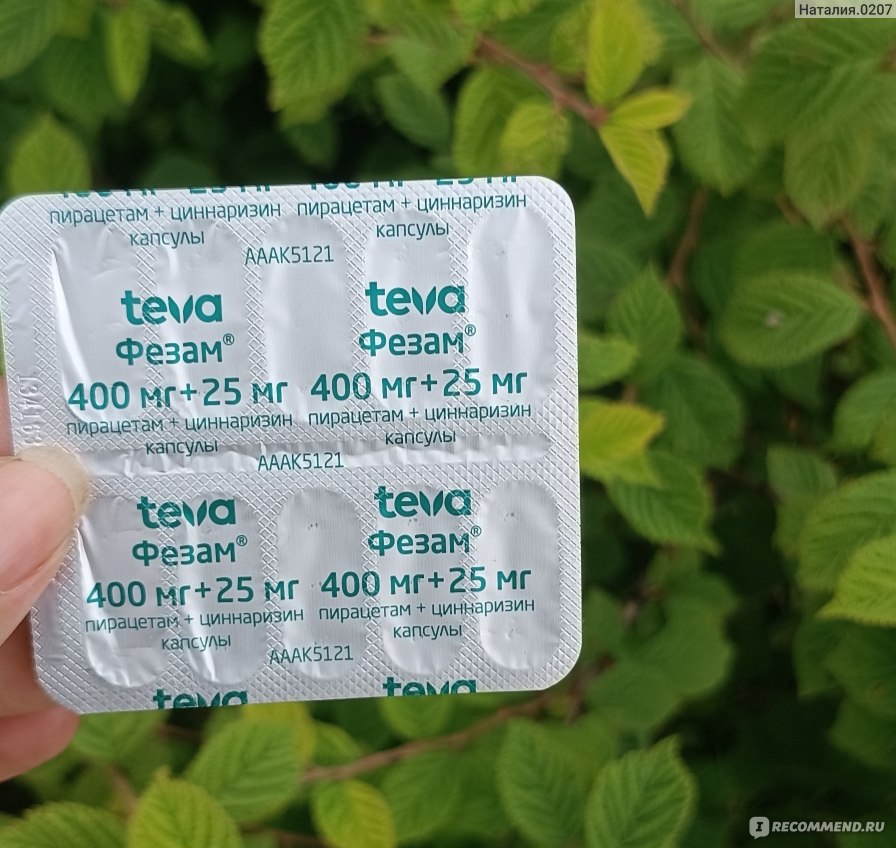 Наталия.0207
пирацетам + циннаризин пирацетам + циннаризин
капсулы капсулы
AAAK5121
teva teva
Фезам® Фезам®
400 мг+25 мг 400 мг+25 мг
пирацетам + циннаризин пирацетам + циннаризин
капсулы капсулы
AAAK5121
teva teva
Фезам® Фезам®
400 мг+25 мг 400 мг+25 мг
пирацетам + циннаризин пирацетам + циннаризин
капсулы капсулы
AAAK5121
teva teva
IRECOMMEND.RU